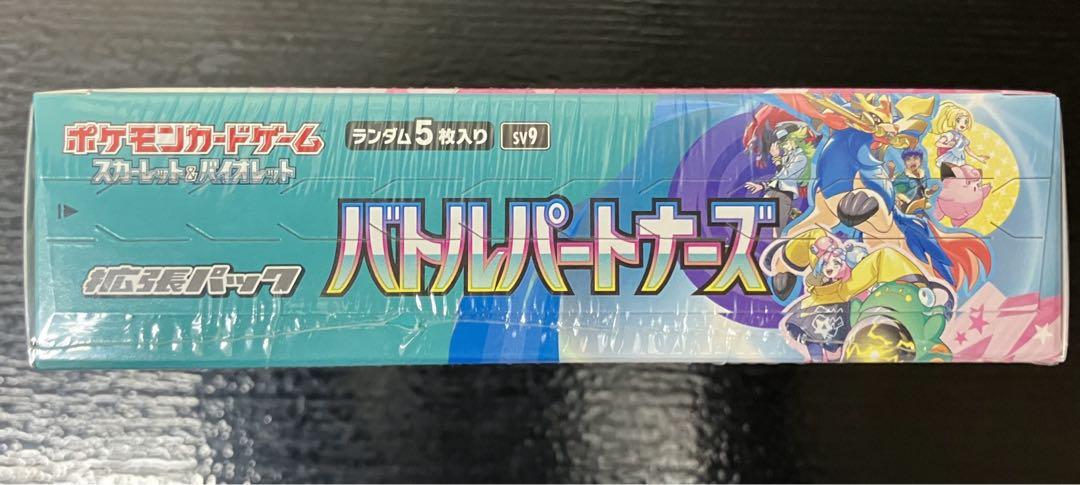 ポケモンカードゲーム
スカーレット&バイオレット
ランダム5枚入り
SV9
拡張パック
バトルパートナーズ